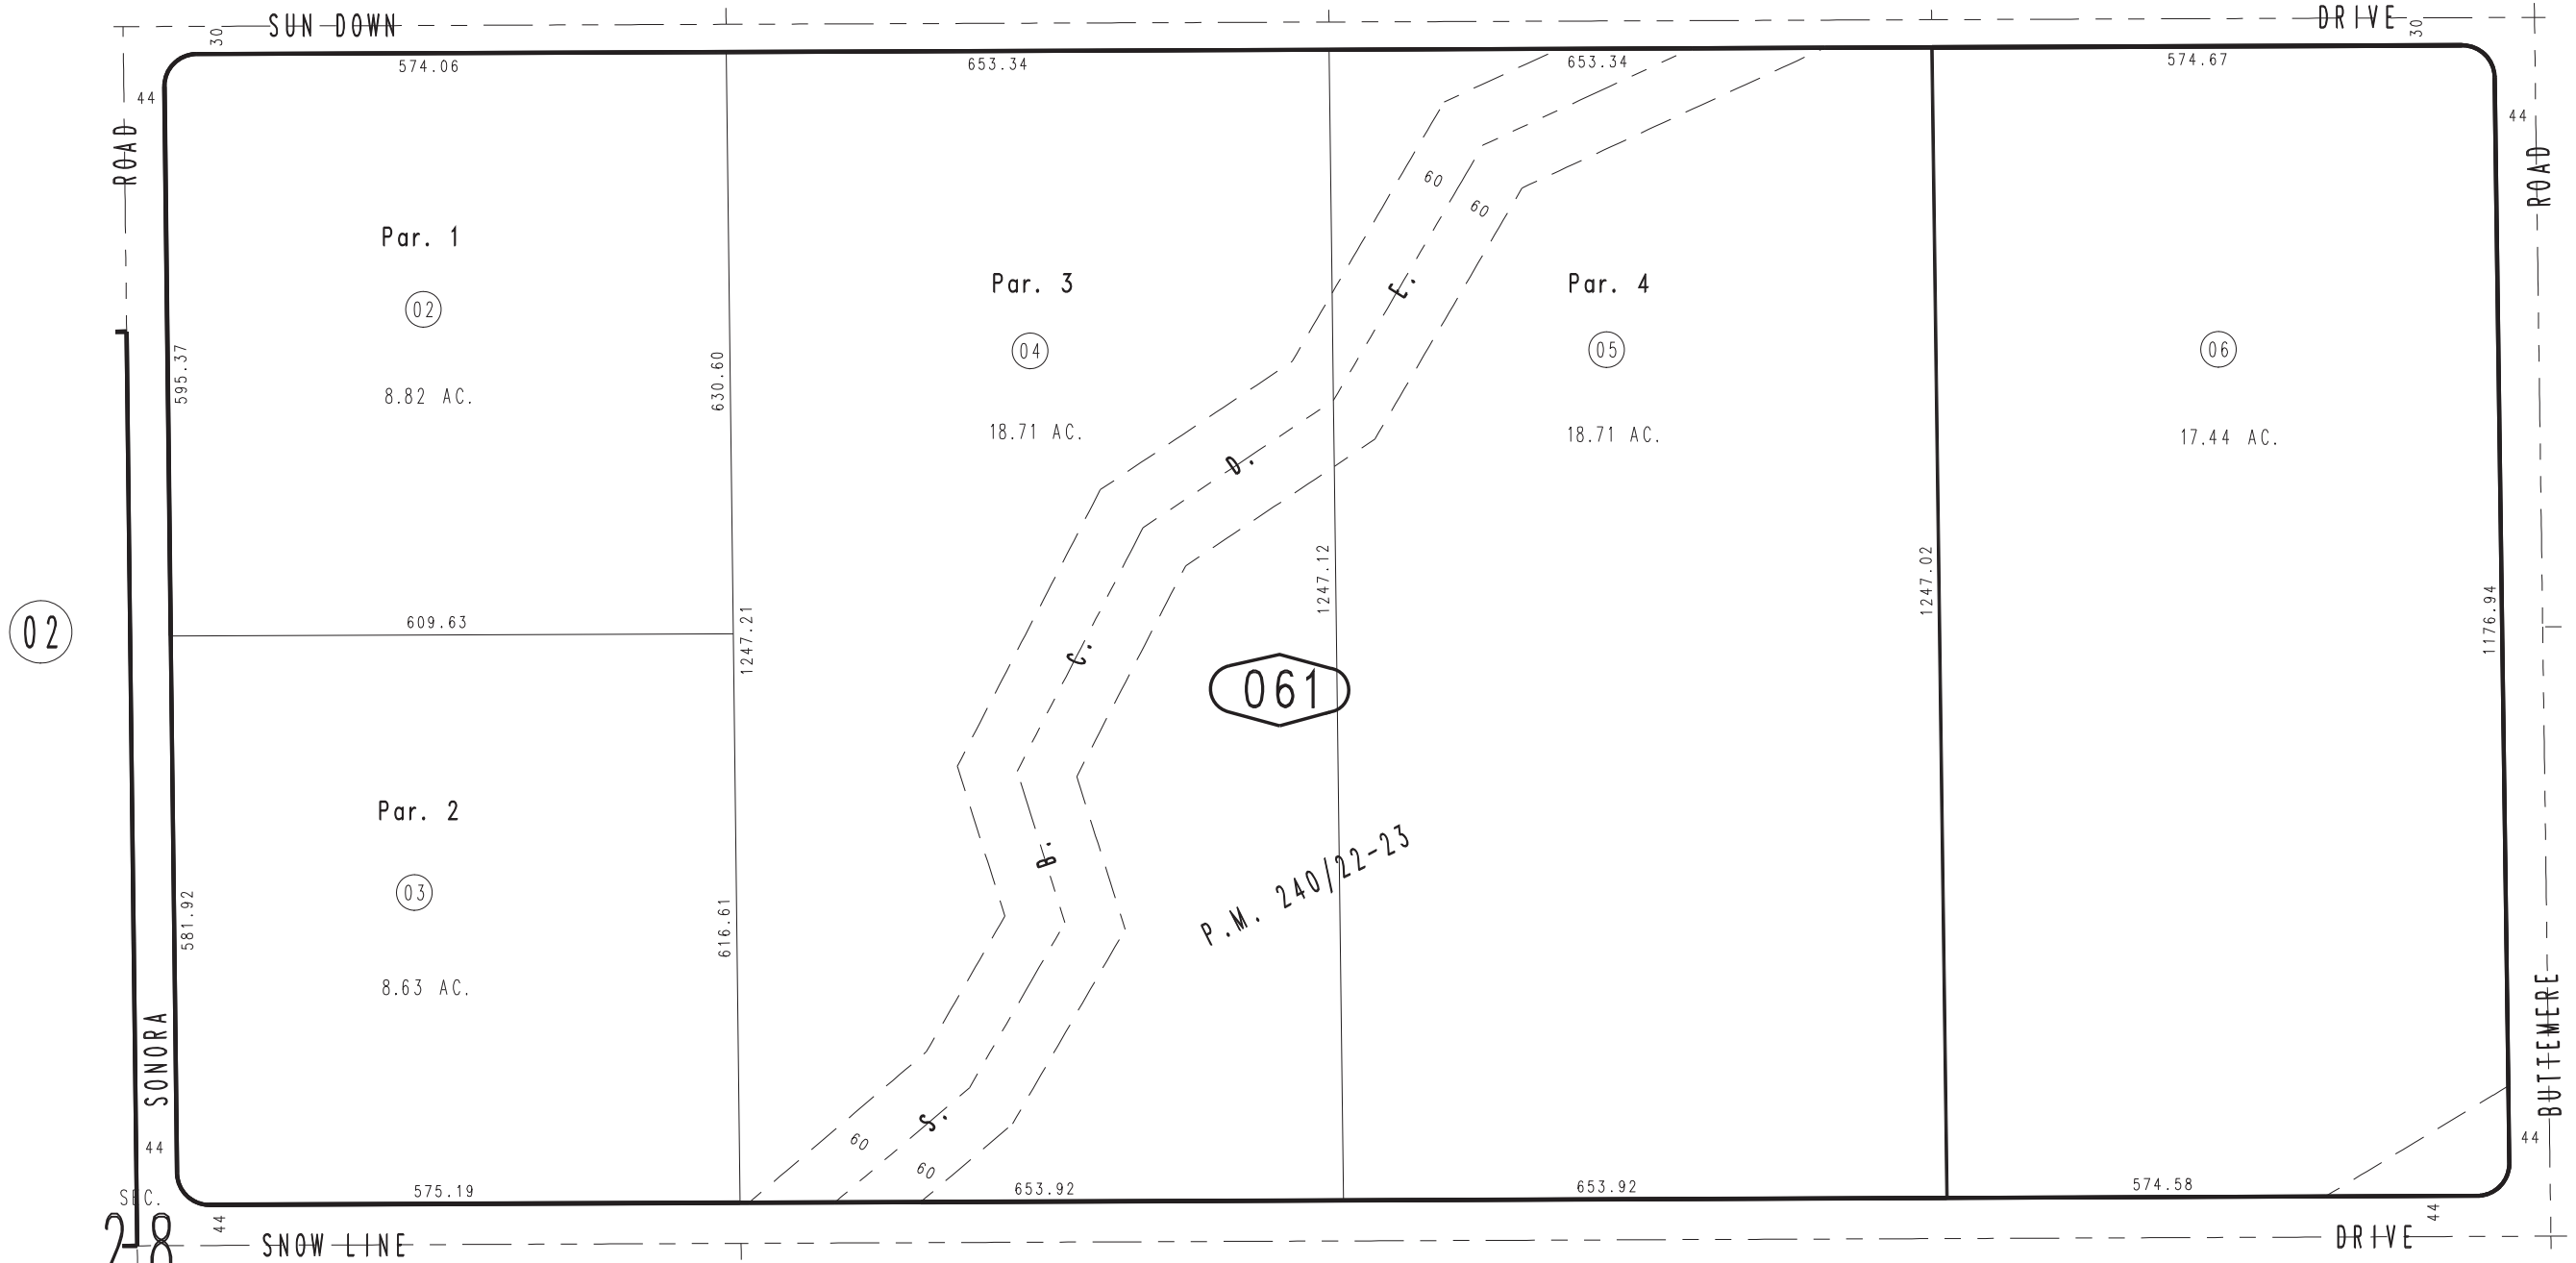 SUN DOWN
DRIVE
30
30
574.06
653.34
653.34
574.67
44
44
ROAD
ROAD
60
60
Par. 1
02
8.82 AC.
595.37
630.60
Par. 3
04
18.71 AC.
Par. 4
05
18.71 AC.
06
17.44 AC.
E.
D.
C.
B.
S.
1247.12
1247.02
1176.94
609.63
1247.21
02
061
P.M. 240/22-23
Par. 2
03
8.63 AC.
581.92
616.61
SONORA
BUTTEMERE
44
44
60
60
575.19
653.92
653.92
574.58
SEC.
28
44
44
SNOW LINE
DRIVE